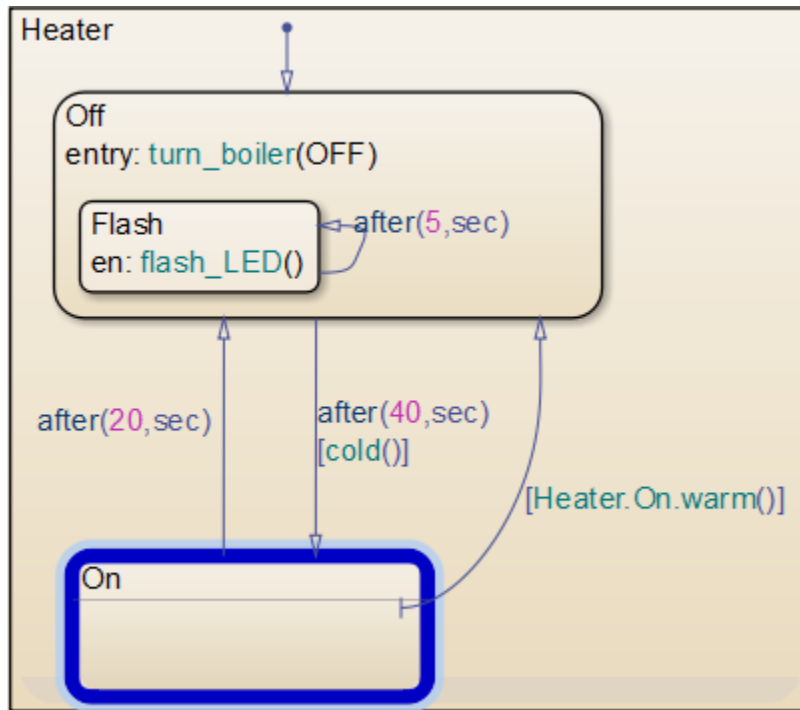 Heater
Off
entry: turn_boiler(OFF)
Flash
en: flash_LED()
after(5,sec)
after(20,sec)
after(40,sec)
[cold()]
[Heater.On.warm()]
On